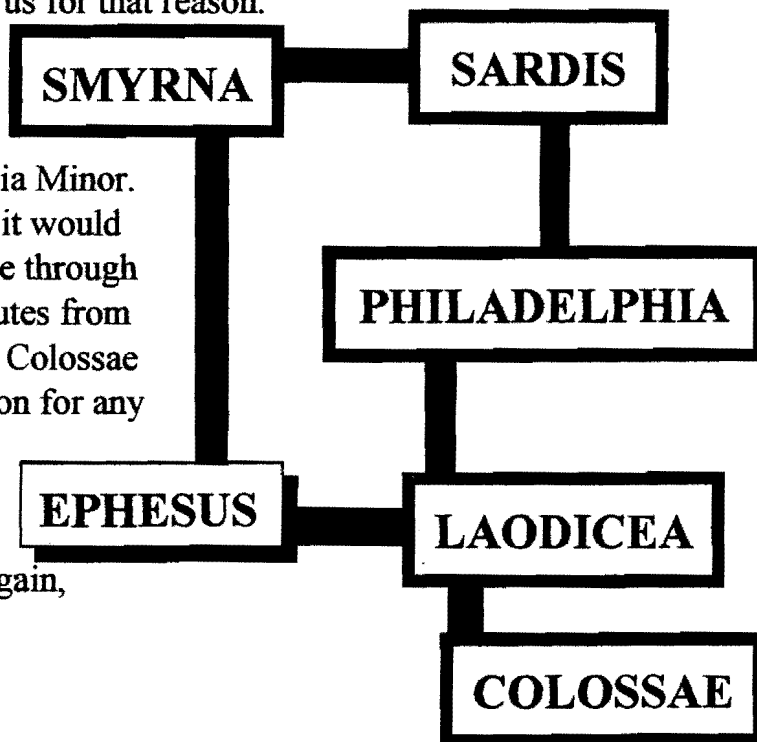 us for that reason.
SMYRNA
SARDIS
ia Minor.
it would
e through
PHILADELPHIA
utes from
Colossae
on for any
EPHESUS
LAODICEA
gain,
COLOSSAE